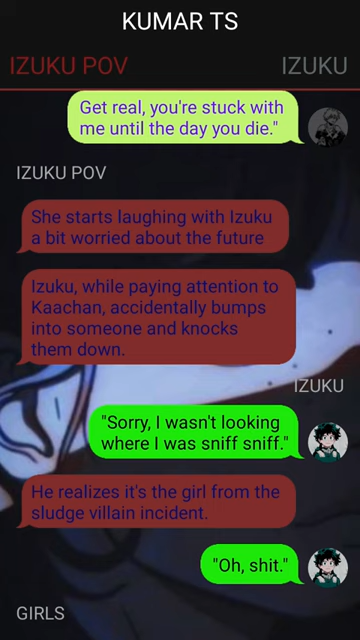 KUMAR TS
IZUKU POV
IZUKU
Get real, you're stuck with
me until the day you die."
IZUKU POV
She starts laughing with Izuku
a bit worried about the future
Izuku, while paying attention to
Kaachan, accidentally bumps
into someone and knocks
them down.
IZUKU
"Sorry, I wasn't looking
where I was sniff sniff."
He realizes it's the girl from the
sludge villain incident.
"Oh, shit."
GIRLS